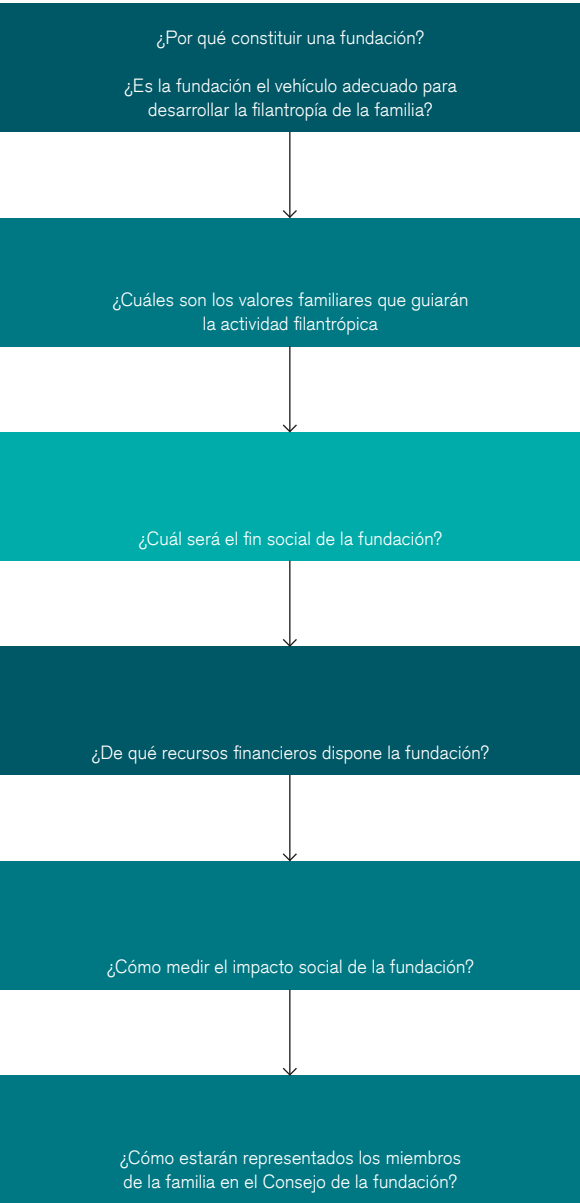 ¿Por qué constituir una fundación?
¿Es la fundación el vehículo adecuado para
desarrollar la filantropía de la familia?
¿Cuáles son los valores familiares que guiarán
la actividad filantrópica
¿Cuál será el fin social de la fundación?
¿De qué recursos financieros dispone la fundación?
¿Cómo medir el impacto social de la fundación?
¿Cómo estarán representados los miembros
de la familia en el Consejo de la fundación?